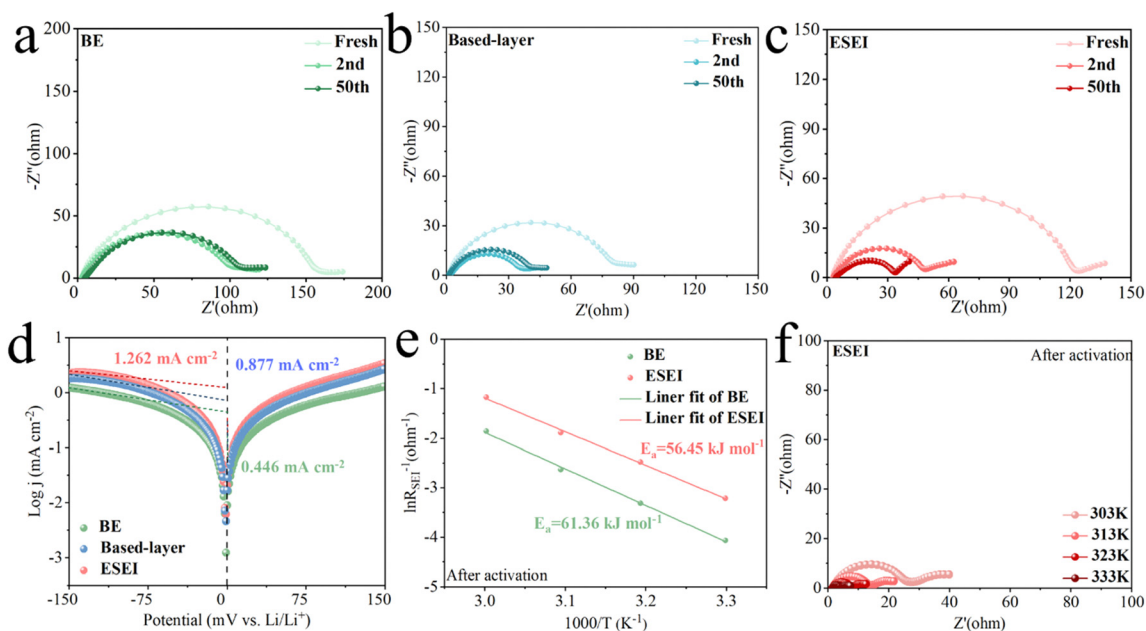 a
BE
200
150
100
50
0
-Z''(ohm)
0
50
100
150
200
Z'(ohm)
Fresh
2nd
50th
b
Based-layer
150
120
90
60
30
0
-Z''(ohm)
0
30
60
90
120
150
Z'(ohm)
Fresh
2nd
50th
c
ESEI
150
120
90
60
30
0
-Z''(ohm)
0
30
60
90
120
150
Z'(ohm)
Fresh
2nd
50th
d
1
0
-1
-2
-3
Log j (mA cm⁻²)
1.262 mA cm⁻²
0.877 mA cm⁻²
0.446 mA cm⁻²
BE
Based-layer
ESEI
-150
-75
0
75
150
Potential (mV vs. Li/Li⁺)
e
0
-1
-2
-3
-4
-5
lnR_SEI⁻¹(ohm⁻¹)
BE
ESEI
Liner fit of BE
Liner fit of ESEI
Eₐ=56.45 kJ mol⁻¹
Eₐ=61.36 kJ mol⁻¹
After activation
3.0
3.1
3.2
3.3
1000/T (K⁻¹)
f
ESEI
After activation
100
80
60
40
20
0
-Z''(ohm)
303K
313K
323K
333K
0
20
40
60
80
100
Z'(ohm)